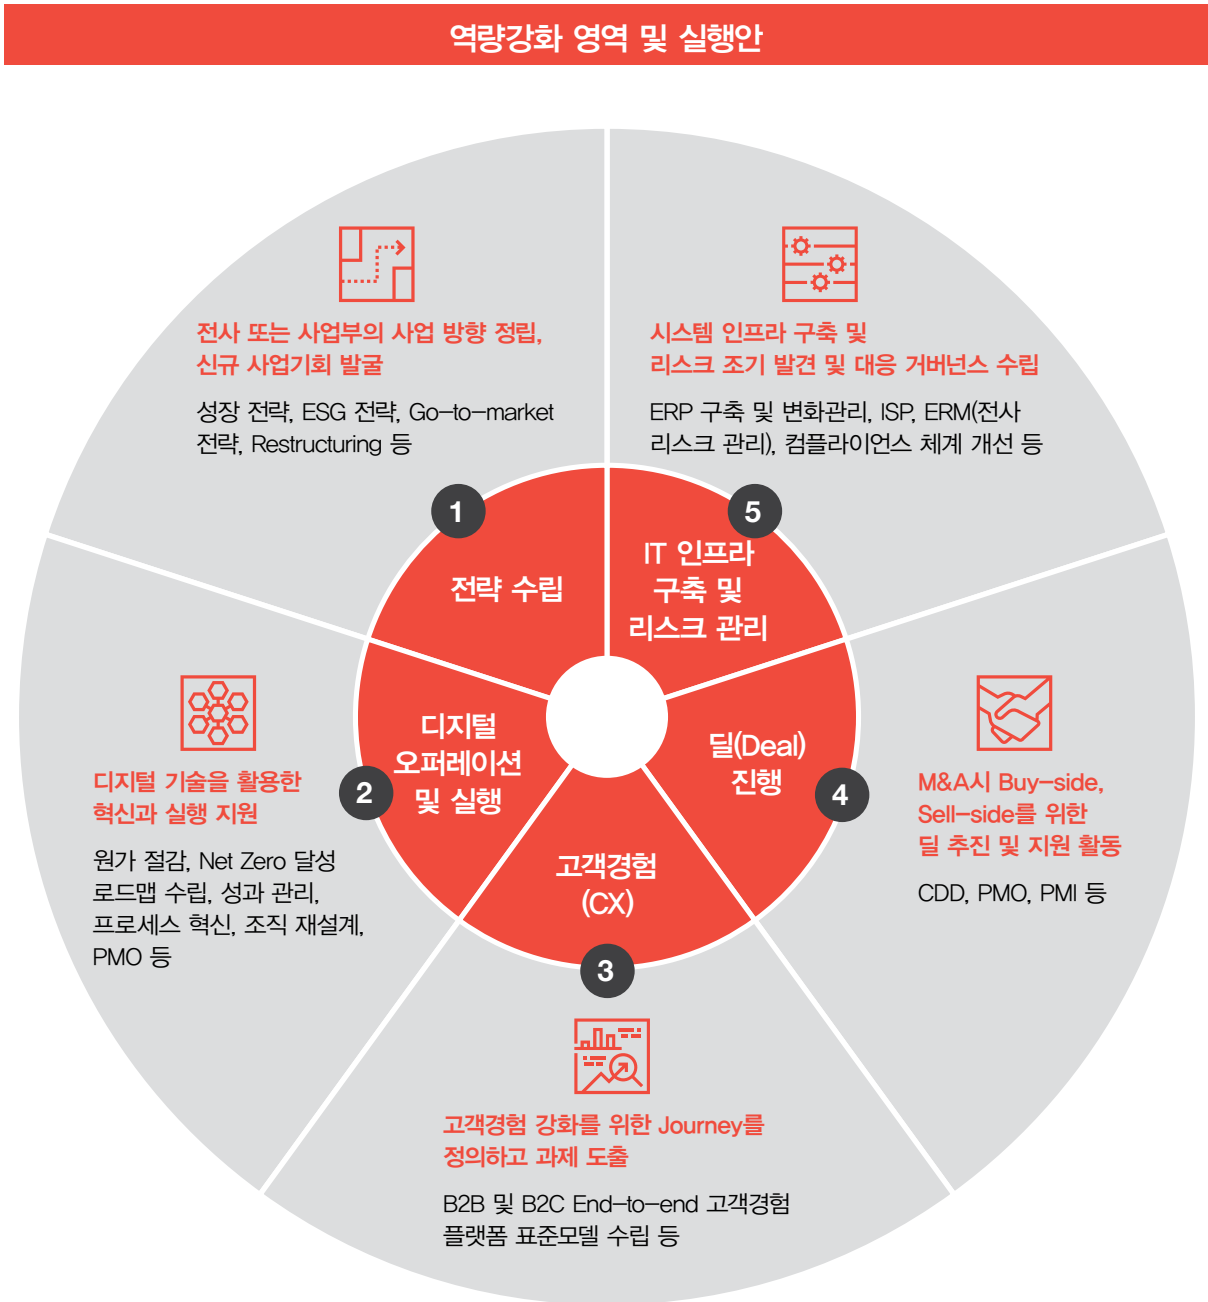 역량강화 영역 및 실행안
전사 또는 사업부의 사업 방향 정립,
신규 사업기회 발굴
성장 전략, ESG 전략, Go-to-market
전략, Restructuring 등
1
전략 수립
디지털 기술을 활용한
혁신과 실행 지원
원가 절감, Net Zero 달성
로드맵 수립, 성과 관리,
프로세스 혁신, 조직 재설계,
PMO 등
2
디지털
오퍼레이션
및 실행
고객경험
(CX)
3
고객경험 강화를 위한 Journey를
정의하고 과제 도출
B2B 및 B2C End-to-end 고객경험
플랫폼 표준모델 수립 등
딜(Deal)
진행
4
M&A시 Buy-side,
Sell-side를 위한
딜 추진 및 지원 활동
CDD, PMO, PMI 등
시스템 인프라 구축 및
리스크 조기 발견 및 대응 거버넌스 수립
ERP 구축 및 변화관리, ISP, ERM(전사
리스크 관리), 컴플라이언스 체계 개선 등
5
IT 인프라
구축 및
리스크 관리